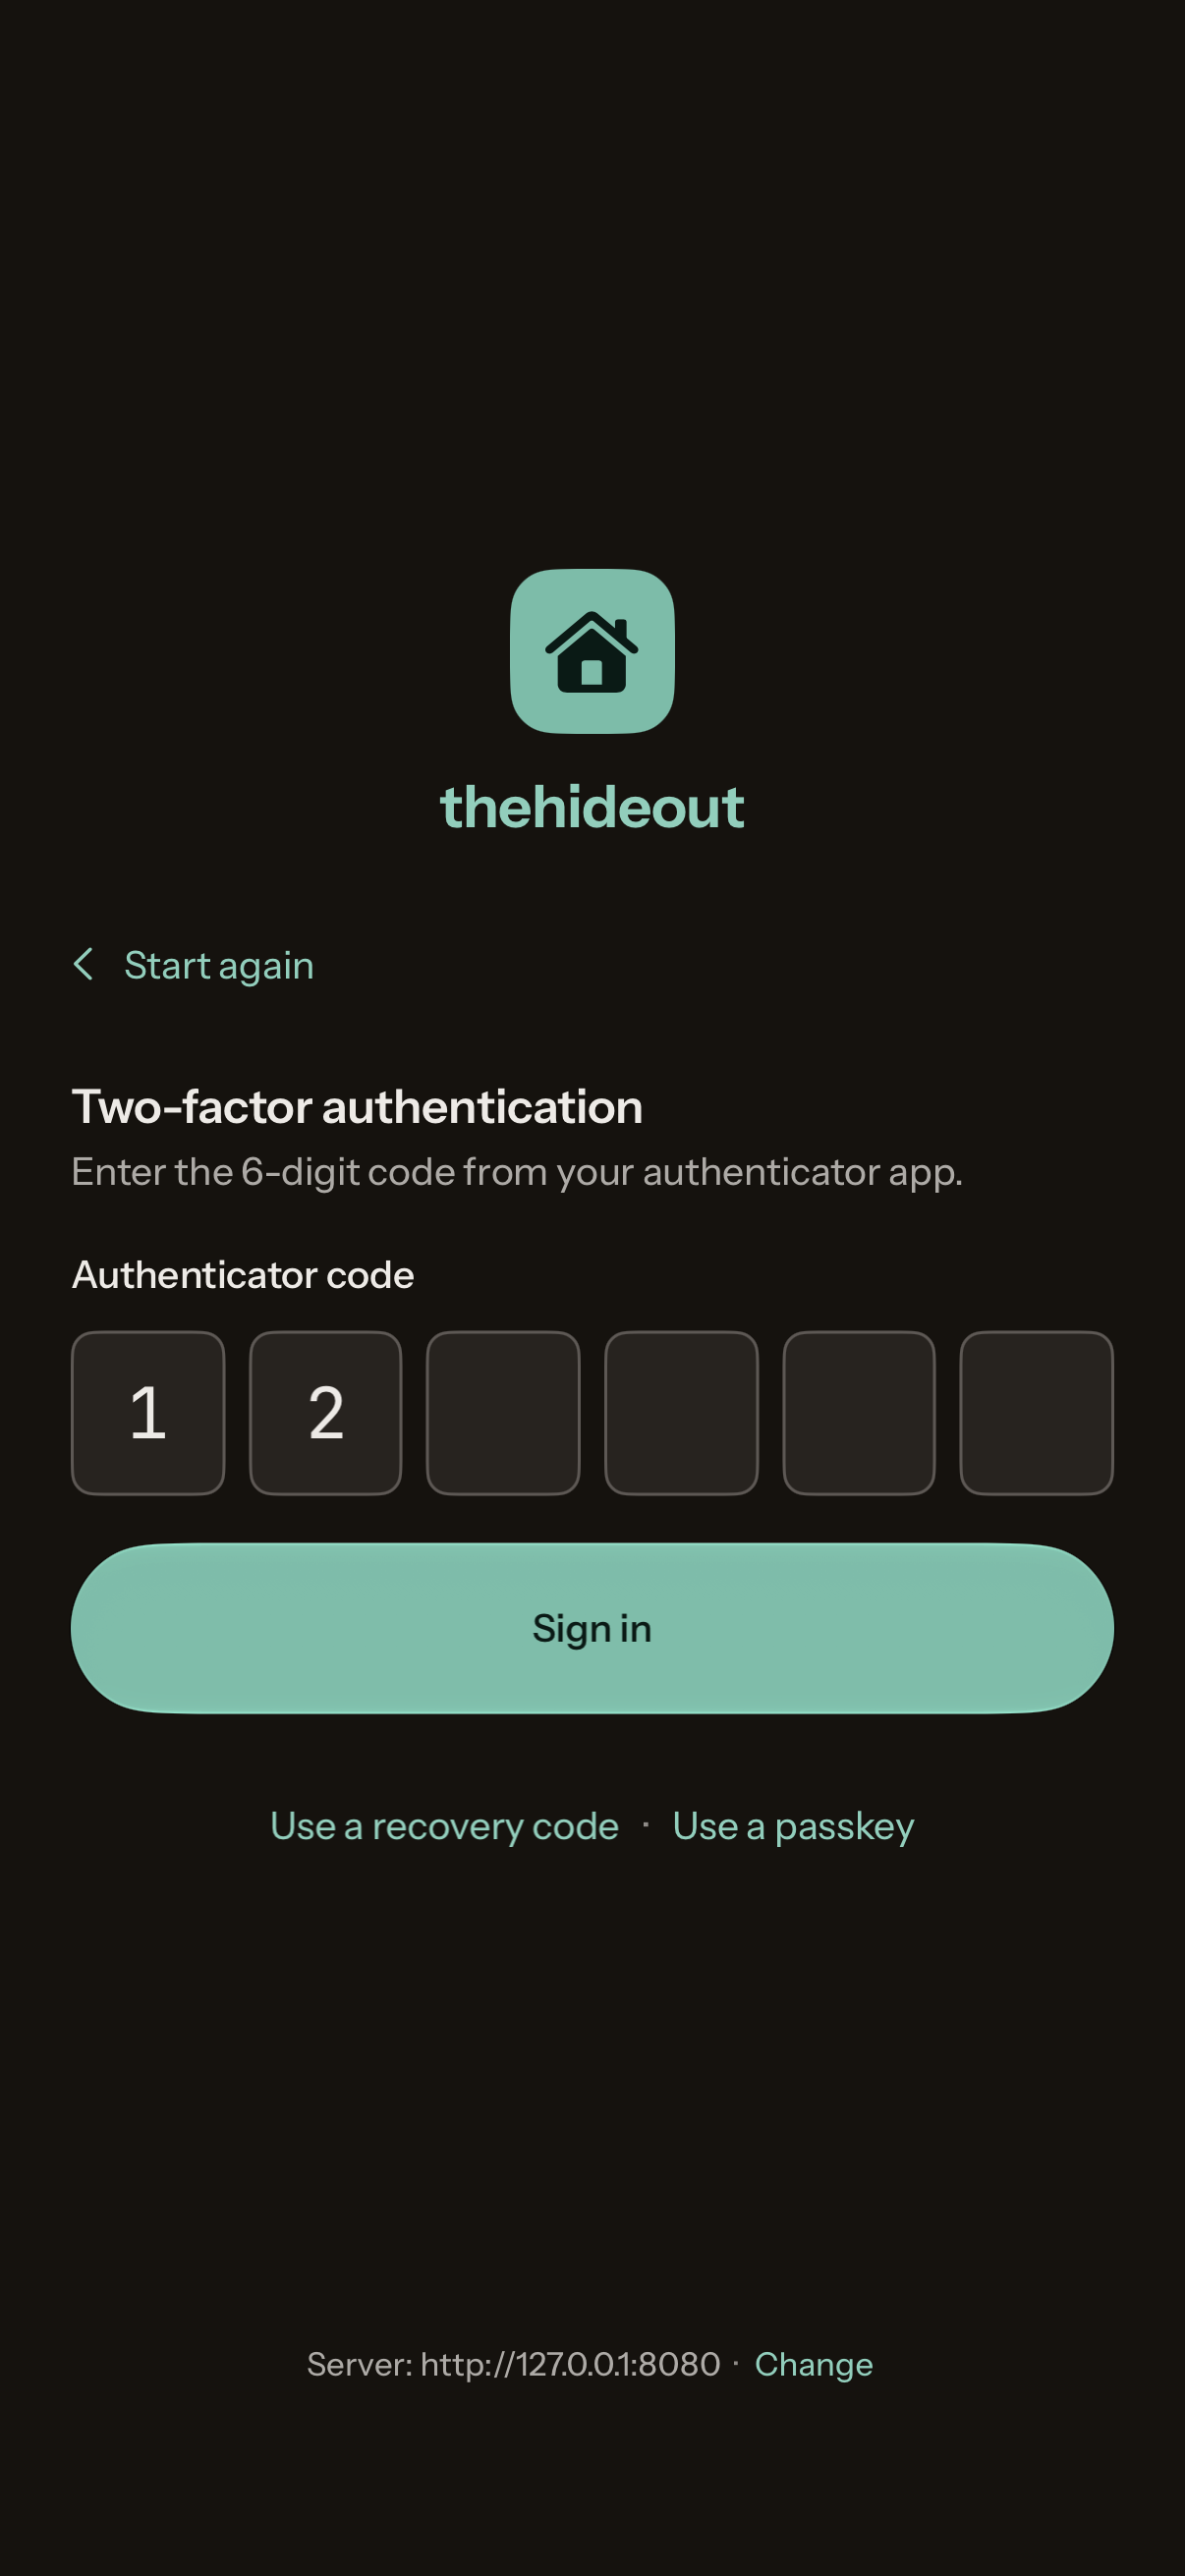 thehideout
Start again
Two-factor authentication
Enter the 6-digit code from your authenticator app.
Authenticator code
1 2
Sign in
Use a recovery code · Use a passkey
Server: http://127.0.0.1:8080 · Change